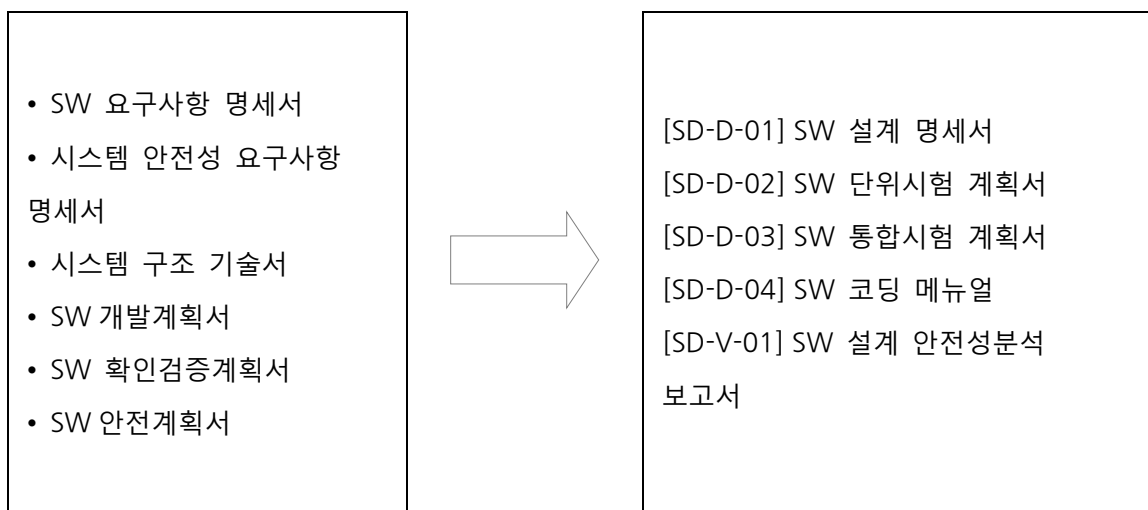 • SW 요구사항 명세서
• 시스템 안전성 요구사항
명세서
• 시스템 구조 기술서
• SW 개발계획서
• SW 확인검증계획서
• SW 안전계획서
[SD-D-01] SW 설계 명세서
[SD-D-02] SW 단위시험 계획서
[SD-D-03] SW 통합시험 계획서
[SD-D-04] SW 코딩 메뉴얼
[SD-V-01] SW 설계 안전성분석
보고서